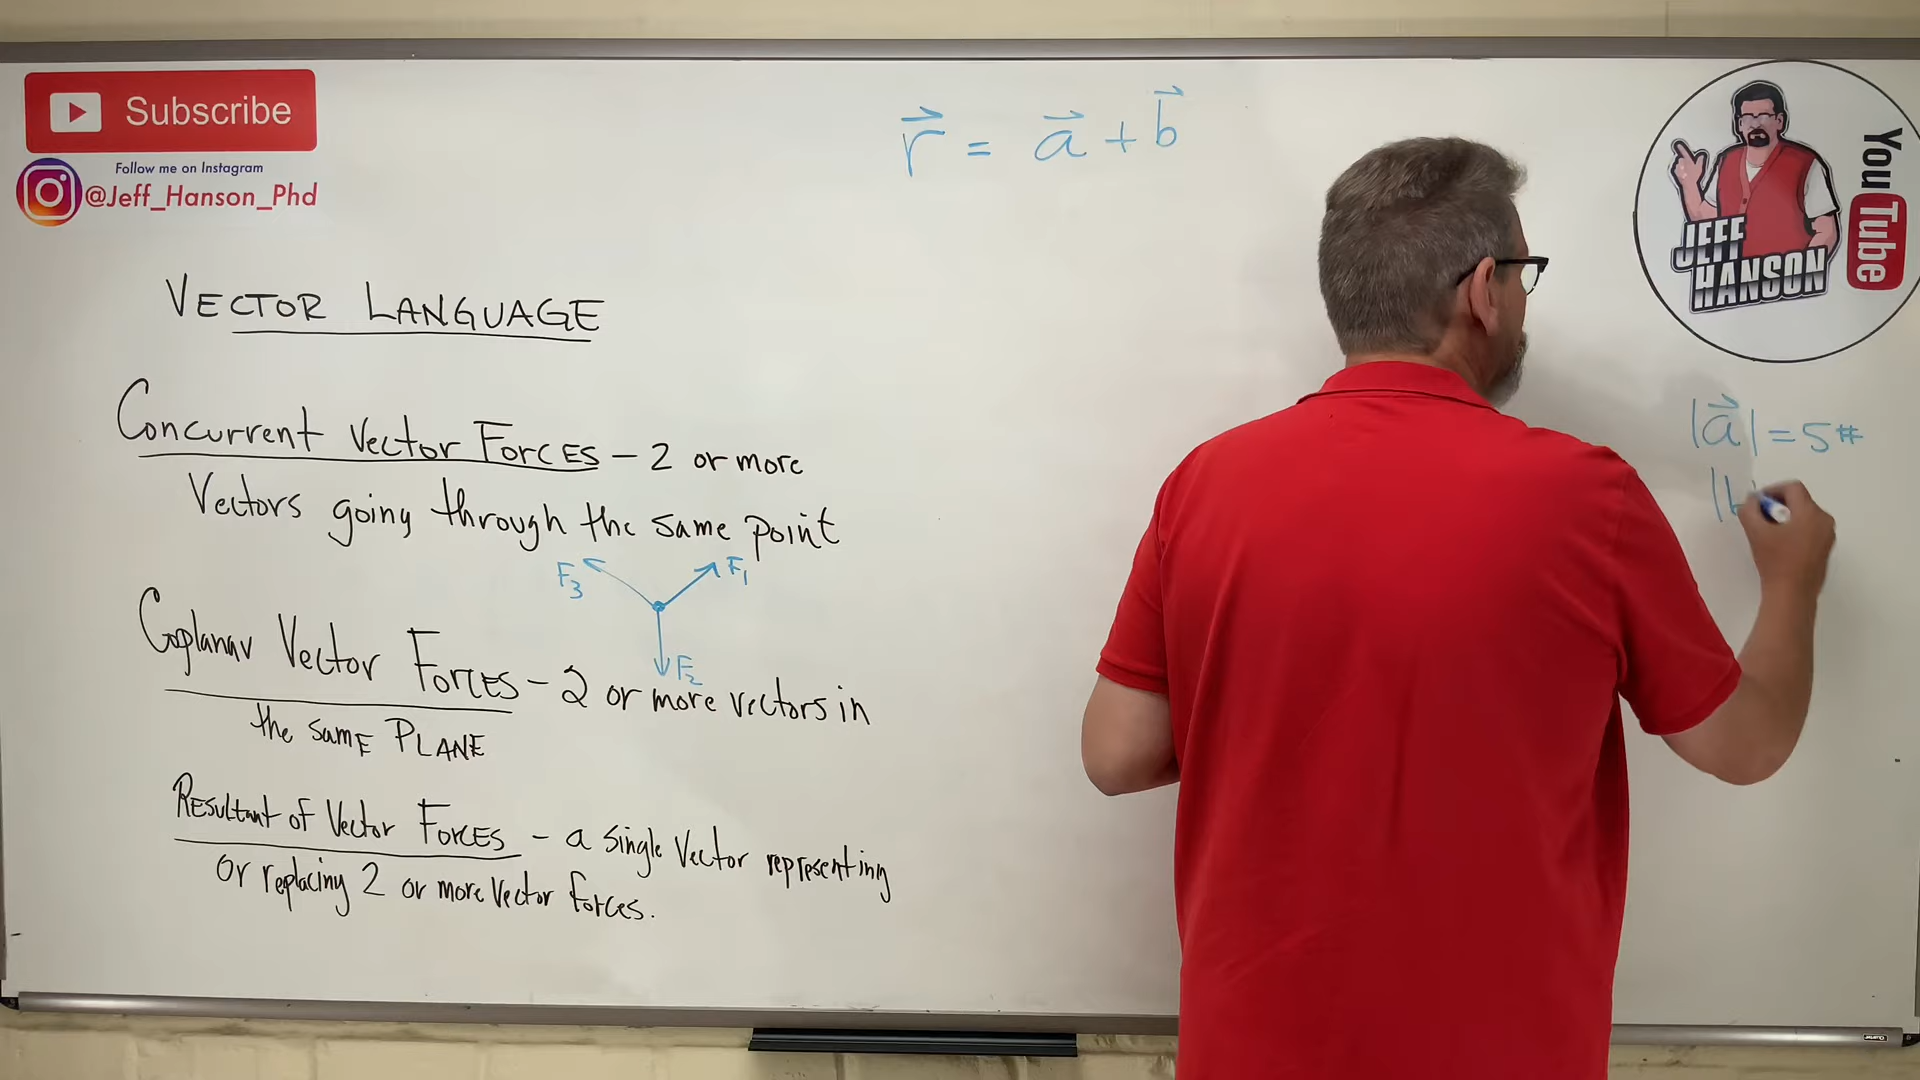 Subscribe
Follow me on Instagram
@Jeff_Hanson_Phd
r⃗ = a⃗ + b⃗
JEFF
HANSON
YouTube
VECTOR LANGUAGE
CONCURRENT VECTOR FORCES - 2 or more
Vectors going through the same point
F3
F1
F2
Coplanar Vector FORCES - 2 or more vectors in
the same PLANE
RESultant of Vector FORCES - a single Vector representing
or replacing 2 or more Vector forces.
|a⃗| = 5#
|b